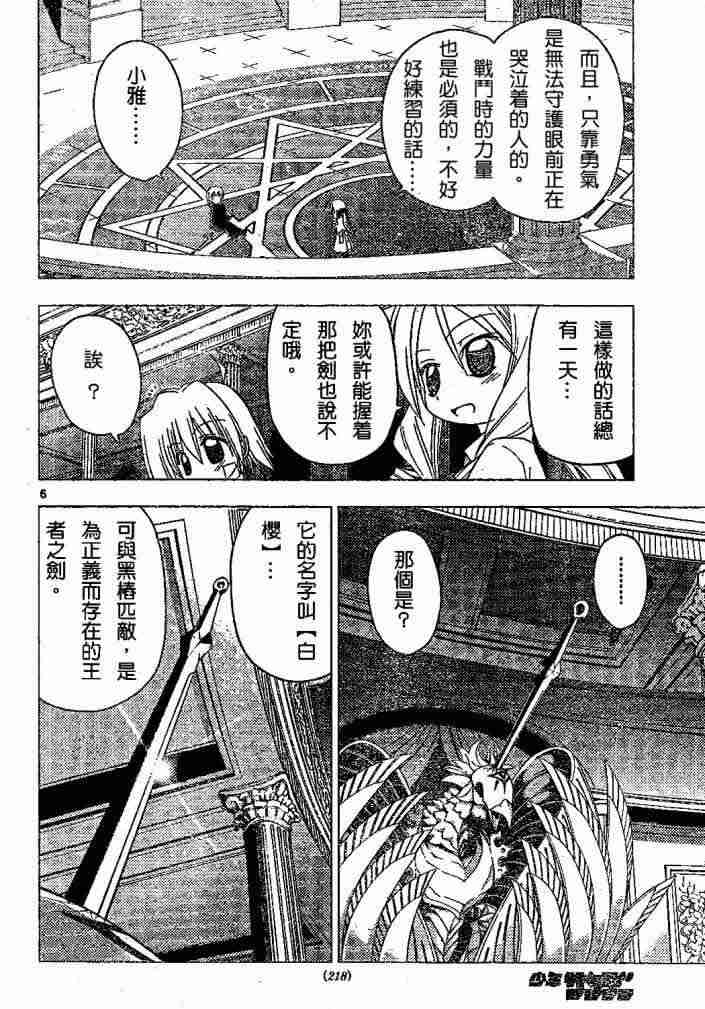 而且，只靠勇氣
是無法守護眼前正在
哭泣着的人的。
戰鬥時的力量
也是必須的，不好
好練習的話……
小雅……
這樣做的話總
有一天…
妳或許能握着
那把劍也說不
定哦。
誒？
6
……
那個是？
它的名字叫【白
櫻】…
可與黑椿匹敵，是
為正義而存在的王
者之劍。
(218)